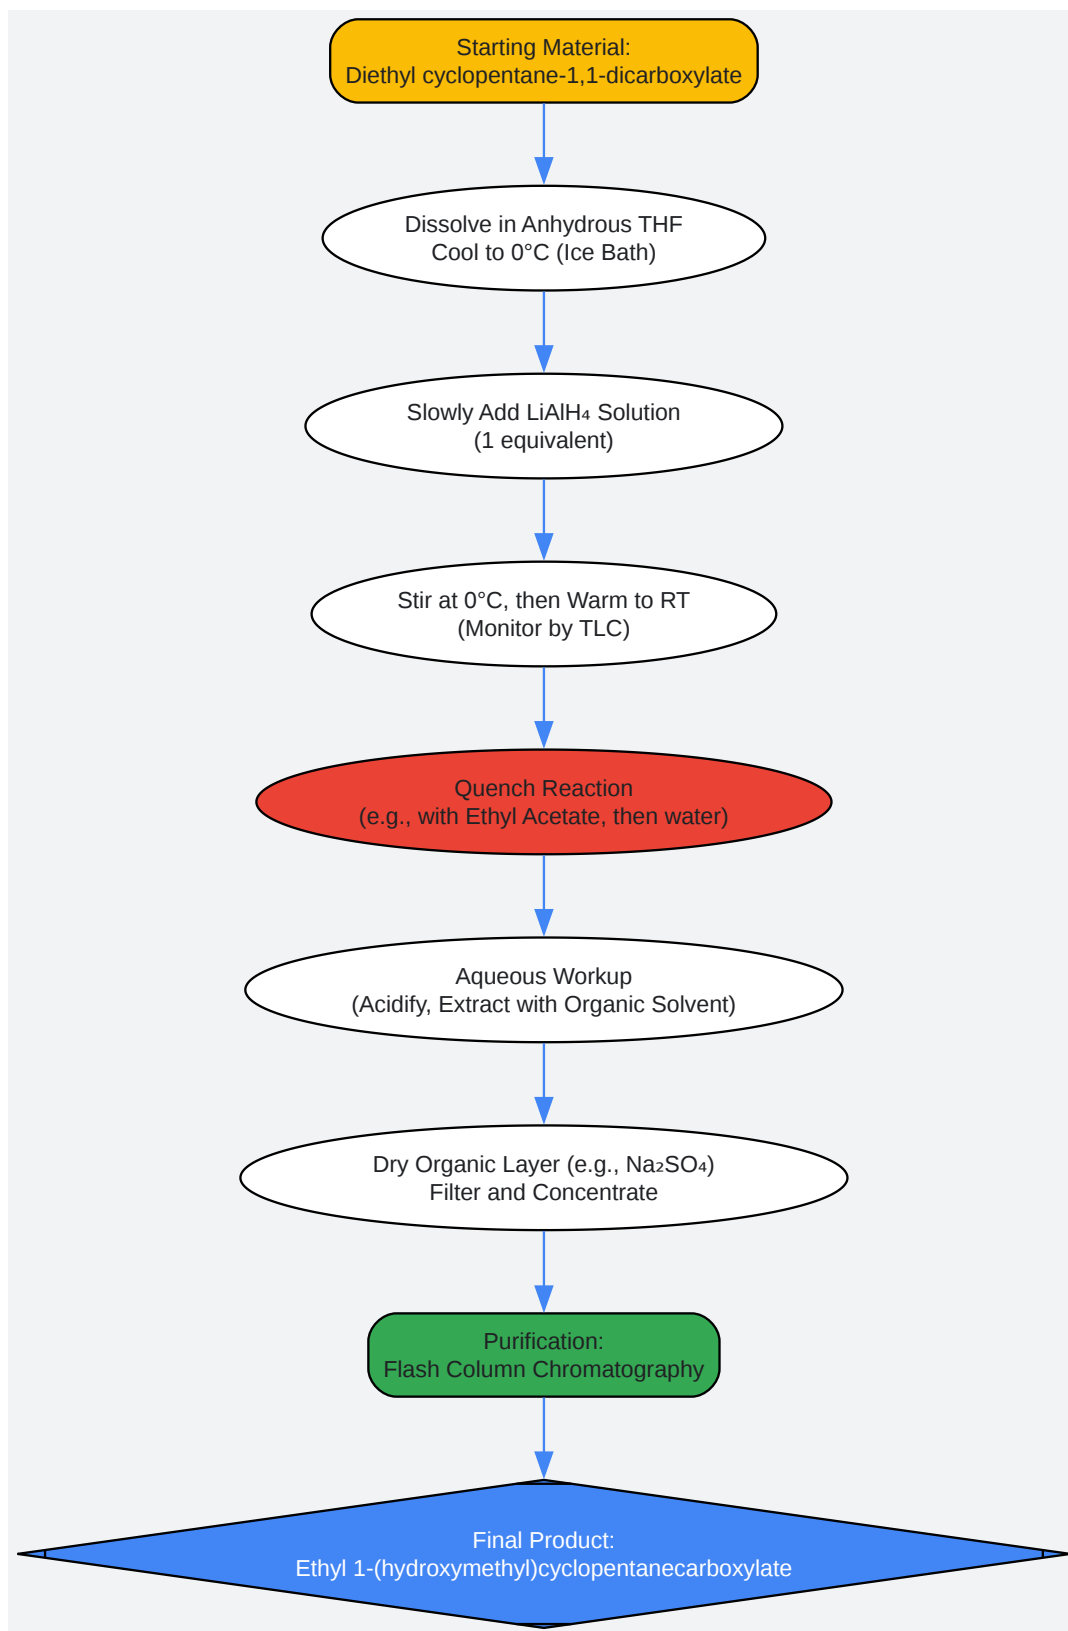 Starting Material:
Diethyl cyclopentane-1,1-dicarboxylate
Dissolve in Anhydrous THF
Cool to 0°C (Ice Bath)
Slowly Add LiAlH₄ Solution
(1 equivalent)
Stir at 0°C, then Warm to RT
(Monitor by TLC)
Quench Reaction
(e.g., with Ethyl Acetate, then water)
Aqueous Workup
(Acidify, Extract with Organic Solvent)
Dry Organic Layer (e.g., Na₂SO₄)
Filter and Concentrate
Purification:
Flash Column Chromatography
Final Product:
Ethyl 1-(hydroxymethyl)cyclopentanecarboxylate